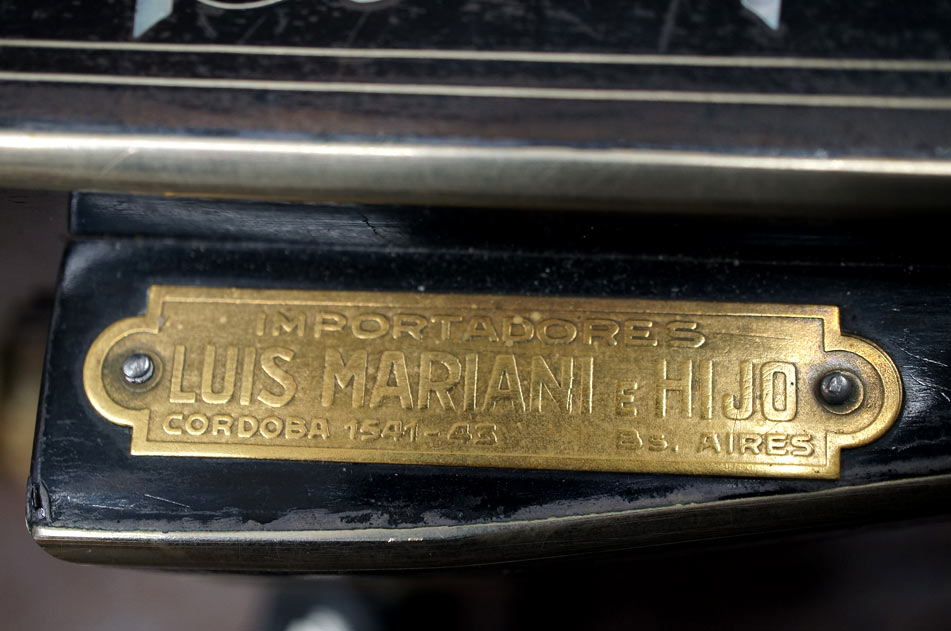 IMPORTADORES
LUIS MARIANI E HIJO
CORDOBA 1541-43 Bs. AIRES